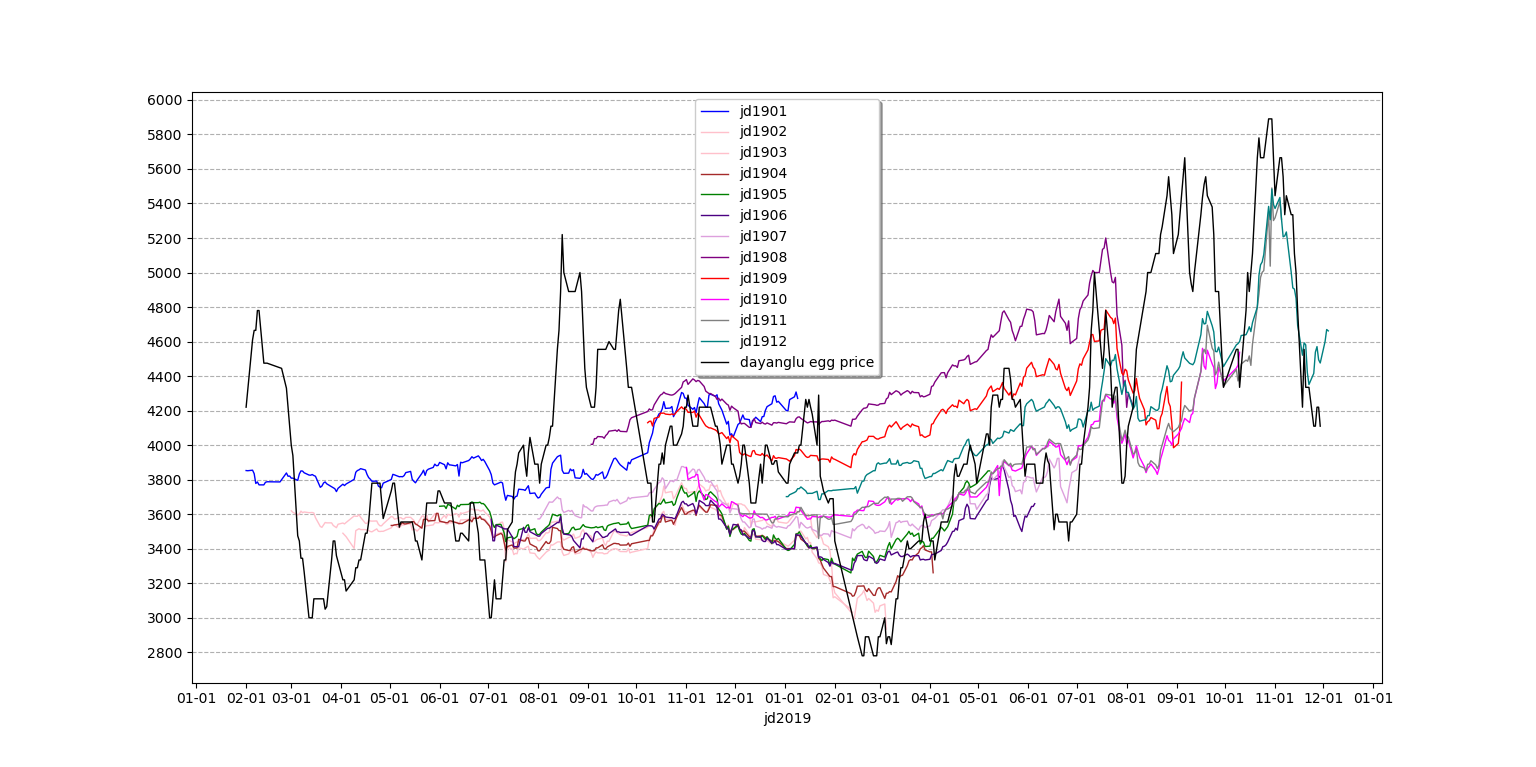 6000
5800
5600
5400
5200
5000
4800
4600
4400
4200
4000
3800
3600
3400
3200
3000
2800
jd1901
jd1902
jd1903
jd1904
jd1905
jd1906
jd1907
jd1908
jd1909
jd1910
jd1911
jd1912
dayanglu egg price
01-01 02-01 03-01 04-01 05-01 06-01 07-01 08-01 09-01 10-01 11-01 12-01 01-01 02-01 03-01 04-01 05-01 06-01 07-01 08-01 09-01 10-01 11-01 12-01 01-01
jd2019